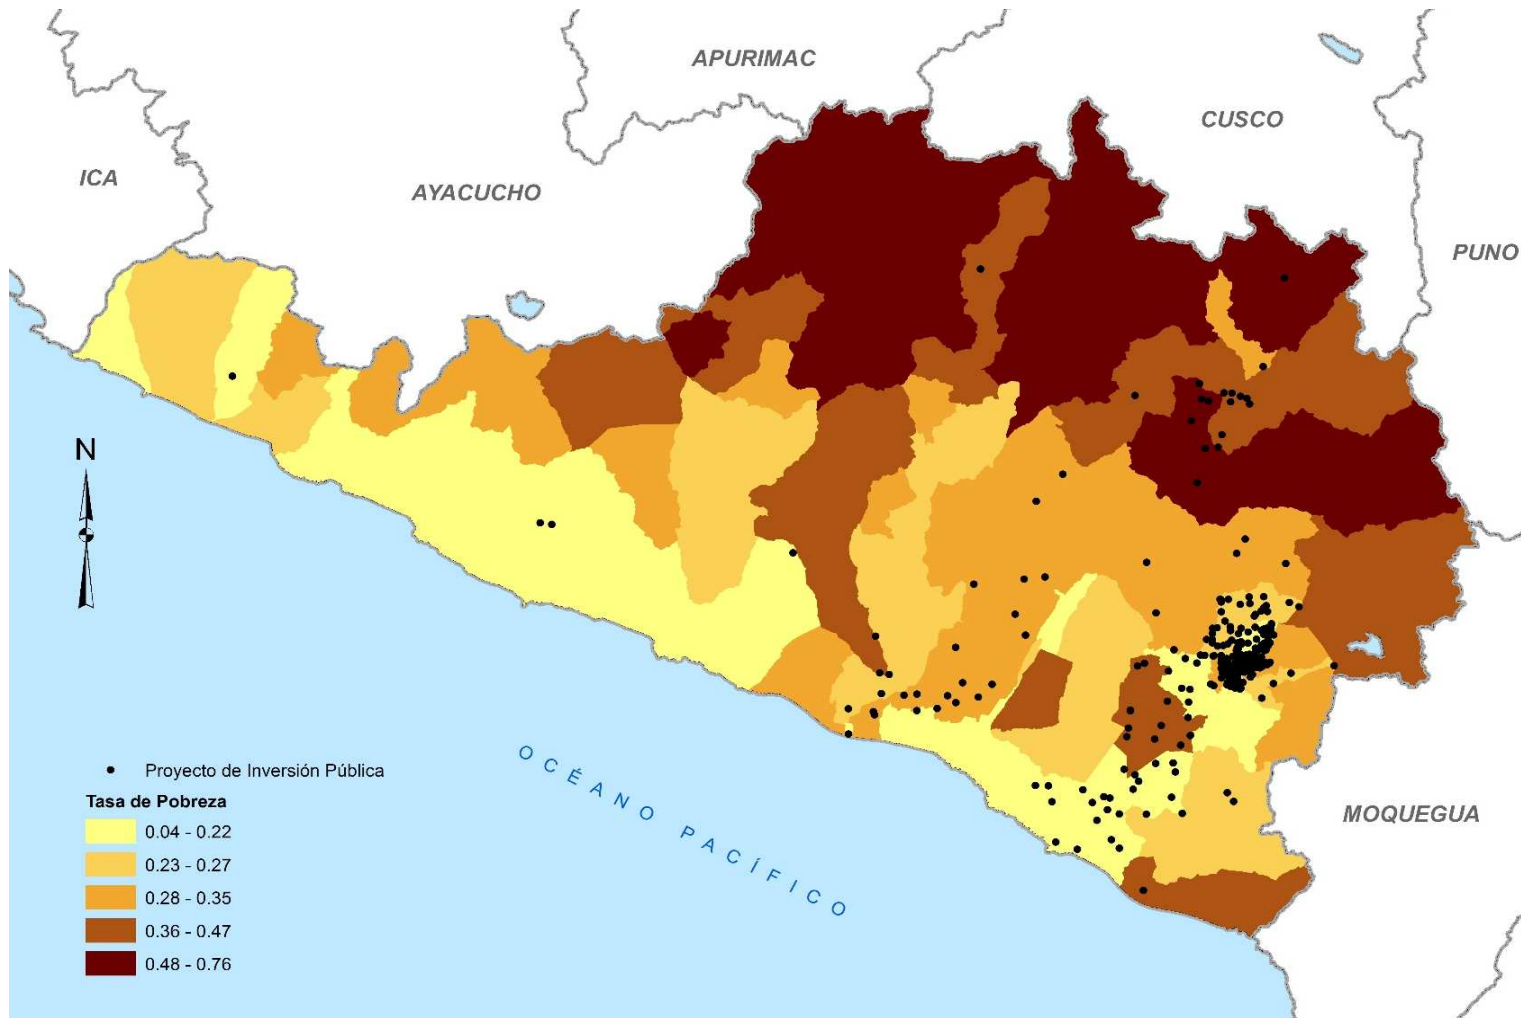 APURIMAC
CUSCO
ICA
AYACUCHO
PUNO
N
OCÉANO PACÍFICO
MOQUEGUA
Proyecto de Inversión Pública
Tasa de Pobreza
0.04 - 0.22
0.23 - 0.27
0.28 - 0.35
0.36 - 0.47
0.48 - 0.76